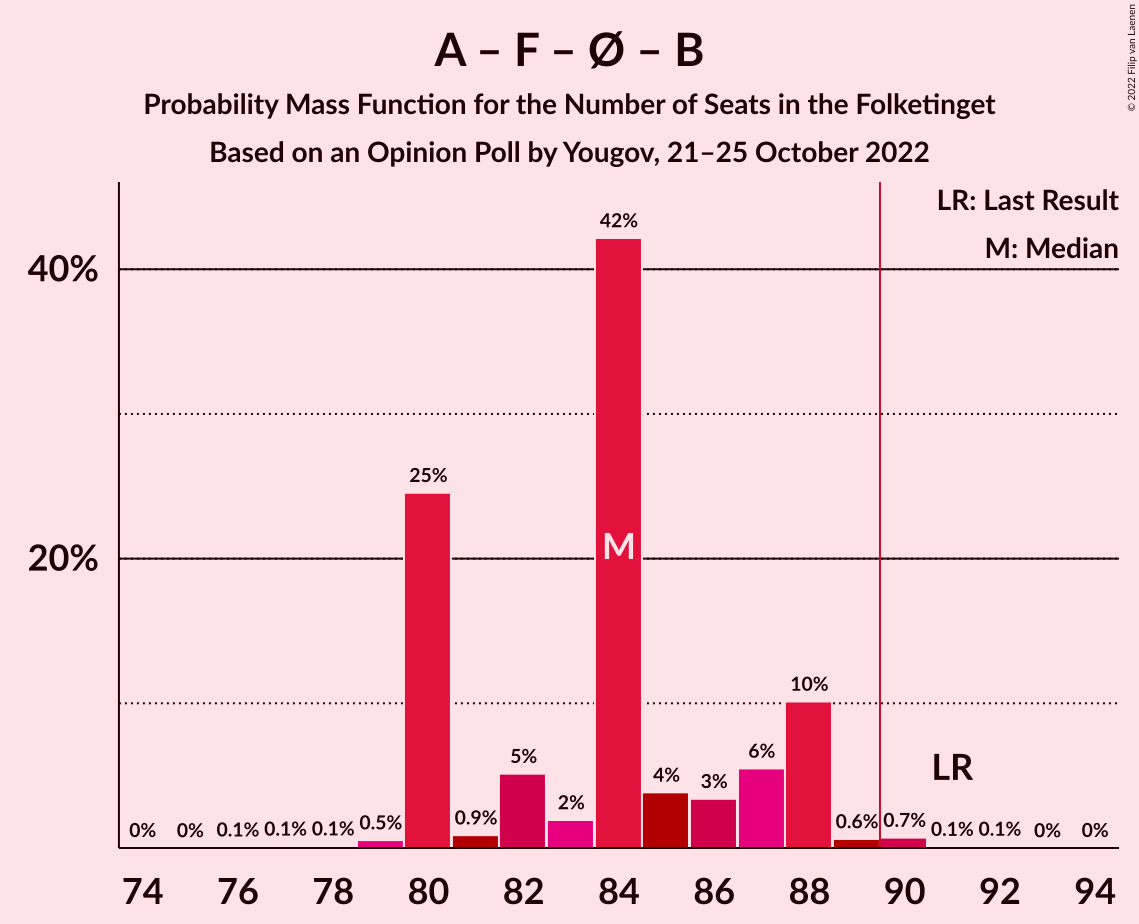 A – F – Ø – B
Probability Mass Function for the Number of Seats in the Folketinget
Based on an Opinion Poll by Yougov, 21–25 October 2022
© 2022 Filip van Laenen
LR: Last Result
M: Median
40%
20%
0% 0% 0.1% 0.1% 0.1% 0.5% 25% 0.9% 5% 2% 42% 4% 3% 6% 10% 0.6% 0.7% 0.1% 0.1% 0% 0%
M
LR
74 76 78 80 82 84 86 88 90 92 94